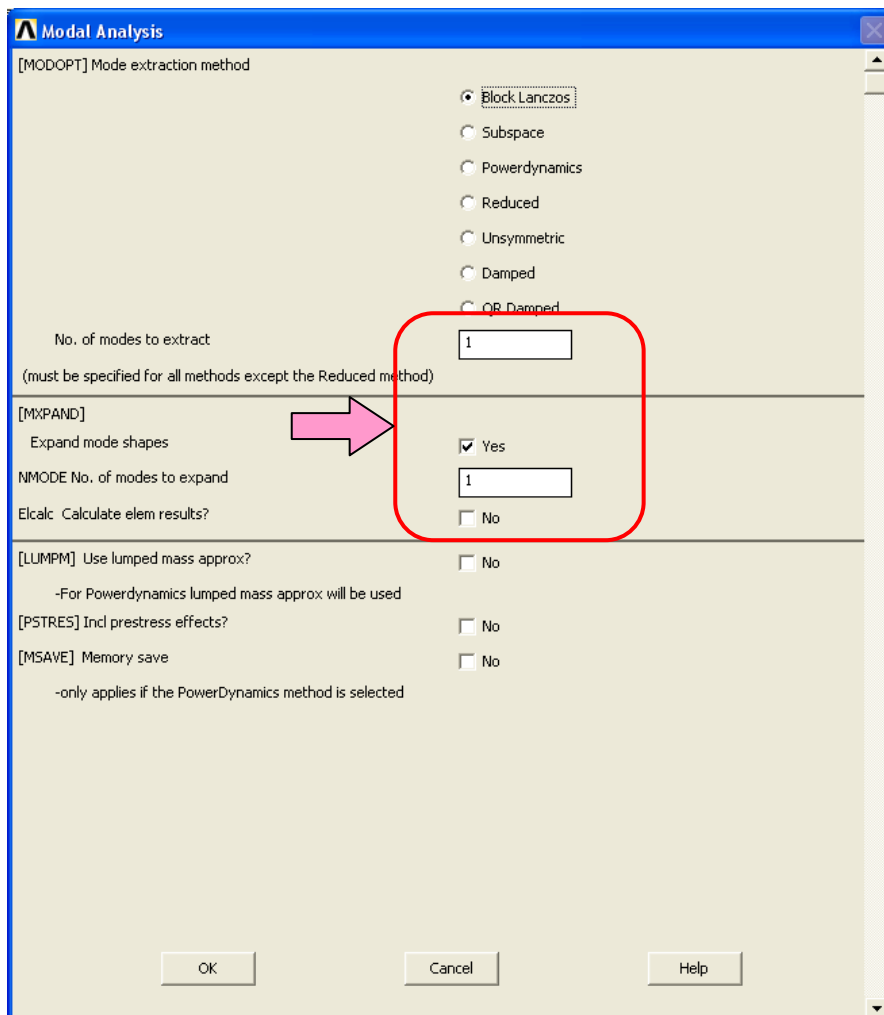 Modal Analysis
[MODOPT] Mode extraction method
Block Lanczos
Subspace
Powerdynamics
Reduced
Unsymmetric
Damped
QR Damped
No. of modes to extract 1
(must be specified for all methods except the Reduced method)
[MXPAND]
Expand mode shapes Yes
NMODE No. of modes to expand 1
Elcalc Calculate elem results? No
[LUMPM] Use lumped mass approx? No
-For Powerdynamics lumped mass approx will be used
[PSTRES] Incl prestress effects? No
[MSAVE] Memory save No
-only applies if the PowerDynamics method is selected
OK Cancel Help